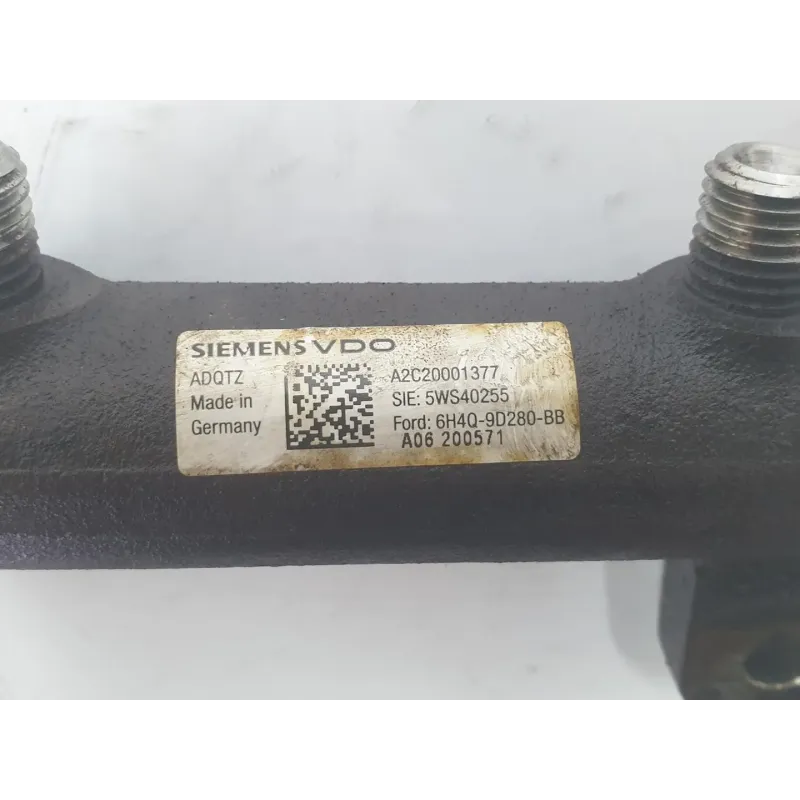 SIEMENS VDO
ADQTZ
Made in
Germany
A2C20001377
SIE: 5WS40255
Ford: 6H4Q-9D280-BB
A06 200571